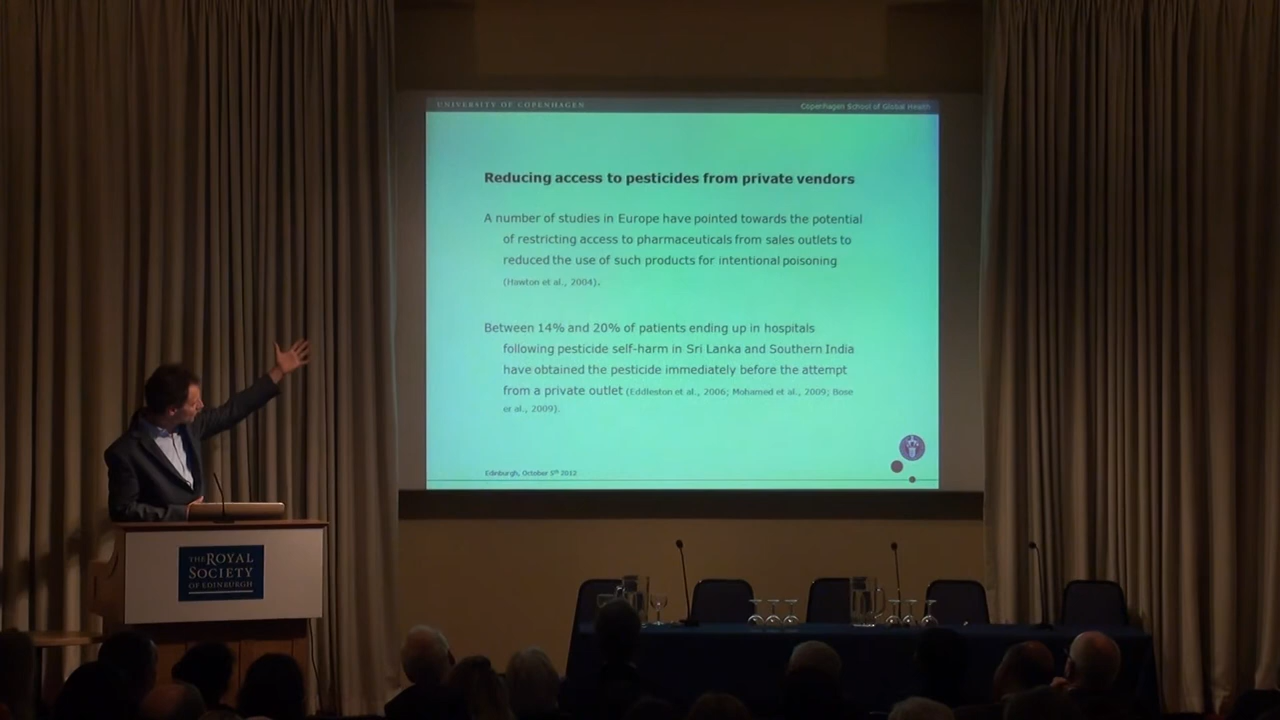 UNIVERSITY OF COPENHAGEN
Copenhagen School of Global Health
Reducing access to pesticides from private vendors
A number of studies in Europe have pointed towards the potential
of restricting access to pharmaceuticals from sales outlets to
reduced the use of such products for intentional poisoning
(Hawton et al., 2004).
Between 14% and 20% of patients ending up in hospitals
following pesticide self-harm in Sri Lanka and Southern India
have obtained the pesticide immediately before the attempt
from a private outlet (Eddleston et al., 2006; Mohamed et al., 2009; Bose
et al., 2009).
Edinburgh, October 5th 2012
THE ROYAL
SOCIETY
OF EDINBURGH